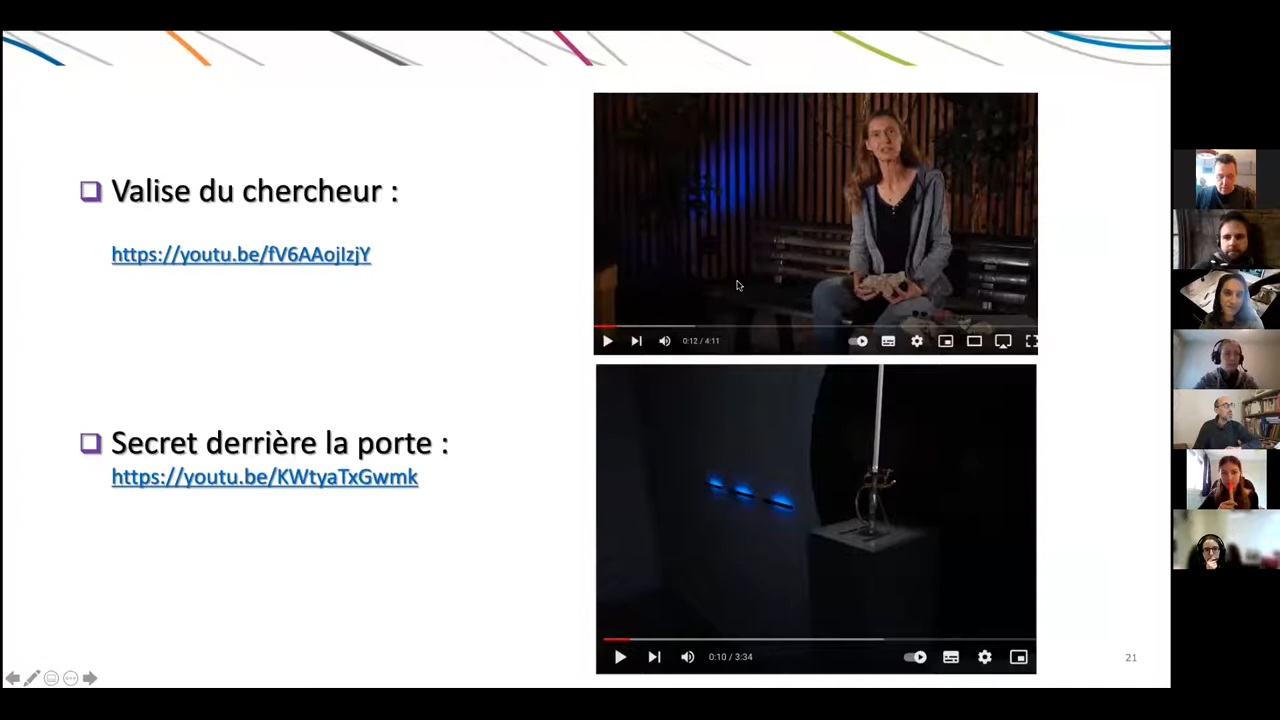 Valise du chercheur :
https://youtu.be/fV6AAojIzjY
0:12 / 4:11
Secret derrière la porte :
https://youtu.be/KWtyaTxGwmk
0:10 / 3:34
21